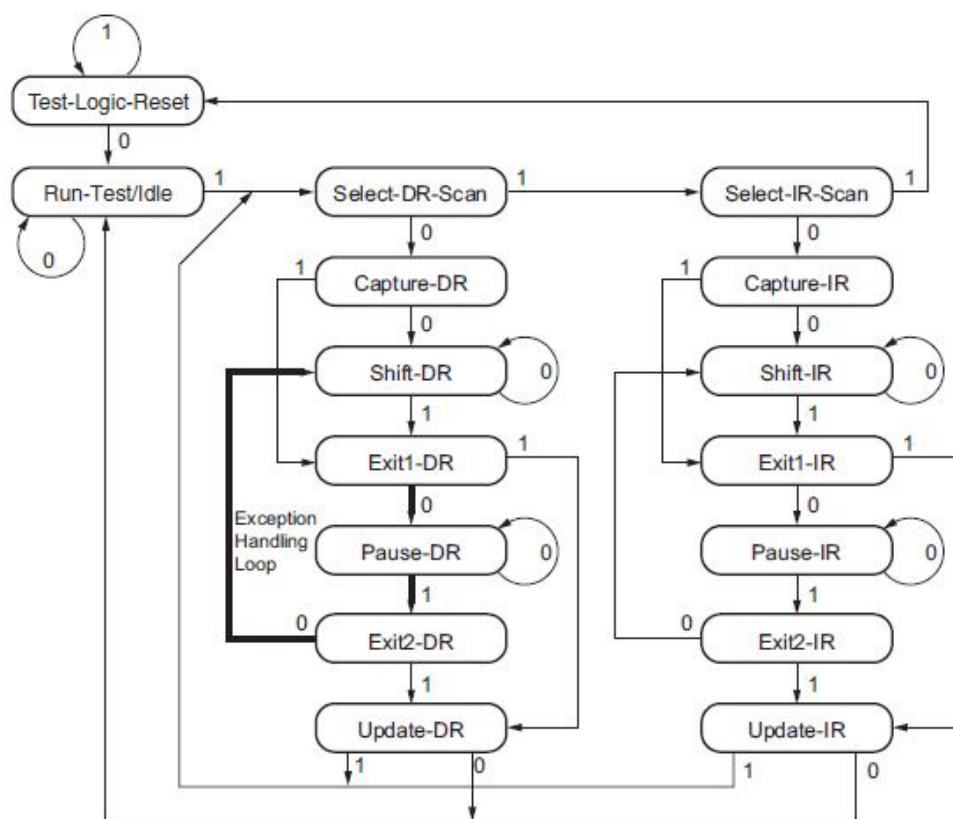 1
Test-Logic-Reset
0
Run-Test/Idle
1
0
Select-DR-Scan
1
Select-IR-Scan
1
0
0
1
Capture-DR
1
Capture-IR
0
0
Shift-DR
0
Shift-IR
0
1
1
Exit1-DR
1
Exit1-IR
1
0
0
Exception
Handling
Loop
Pause-DR
0
Pause-IR
0
1
1
0
Exit2-DR
0
Exit2-IR
1
1
Update-DR
Update-IR
1
0
1
0